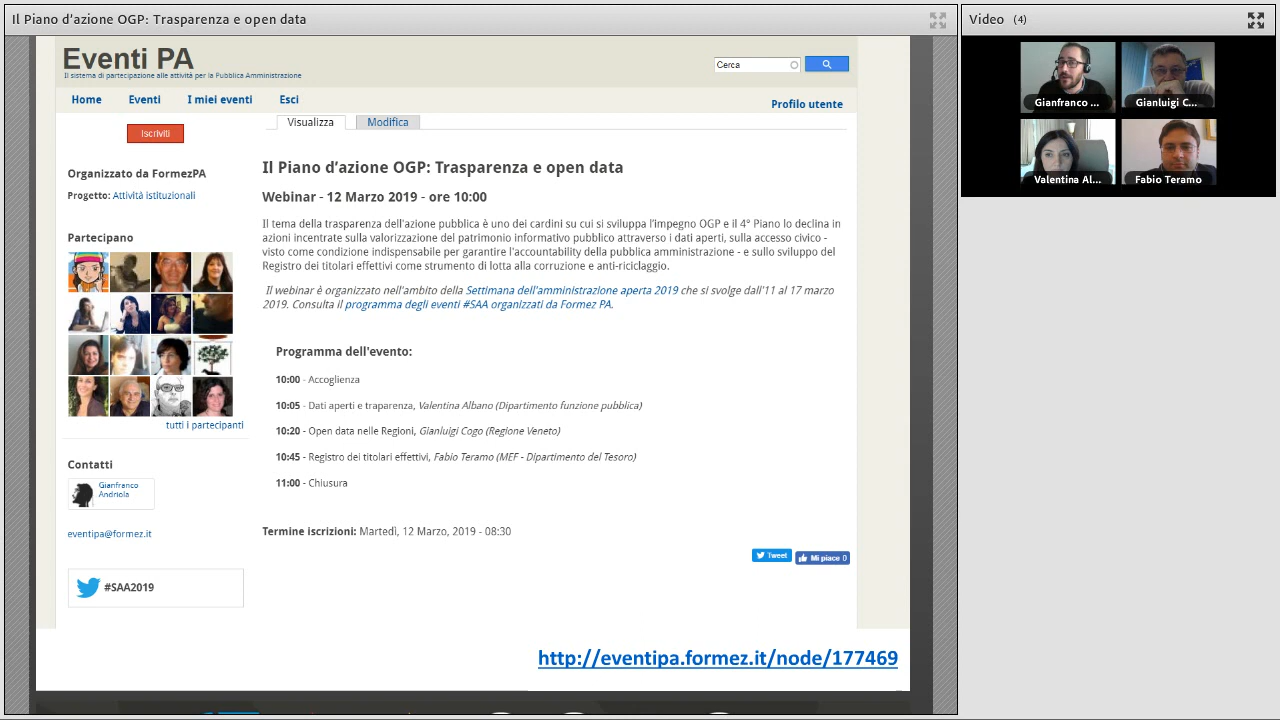 Il Piano d'azione OGP: Trasparenza e open data
Video (4)
Eventi PA
Il sistema di partecipazione alle attività per la Pubblica Amministrazione
Cerca
Home Eventi I miei eventi Esci
Profilo utente
Iscriviti
Visualizza Modifica
Organizzato da FormezPA
Progetto: Attività istituzionali
Partecipano
tutti i partecipanti
Contatti
Gianfranco
Andriola
eventipa@formez.it
#SAA2019
Il Piano d’azione OGP: Trasparenza e open data
Webinar - 12 Marzo 2019 - ore 10:00
Il tema della trasparenza dell'azione pubblica è uno dei cardini su cui si sviluppa l'impegno OGP e il 4° Piano lo declina in
azioni incentrate sulla valorizzazione del patrimonio informativo pubblico attraverso i dati aperti, sulla accesso civico -
visto come condizione indispensabile per garantire l'accountability della pubblica amministrazione - e sullo sviluppo del
Registro dei titolari effettivi come strumento di lotta alla corruzione e anti-riciclaggio.
Il webinar è organizzato nell'ambito della Settimana dell'amministrazione aperta 2019 che si svolge dall'11 al 17 marzo
2019. Consulta il programma degli eventi #SAA organizzati da Formez PA.
Programma dell'evento:
10:00 - Accoglienza
10:05 - Dati aperti e traparenza, Valentina Albano (Dipartimento funzione pubblica)
10:20 - Open data nelle Regioni, Gianluigi Cogo (Regione Veneto)
10:45 - Registro dei titolari effettivi, Fabio Teramo (MEF - Dipartimento del Tesoro)
11:00 - Chiusura
Termine iscrizioni: Martedì, 12 Marzo, 2019 - 08:30
Tweet Mi piace 0
http://eventipa.formez.it/node/177469
Gianfranco ... Gianluigi C...
Valentina Al... Fabio Teramo